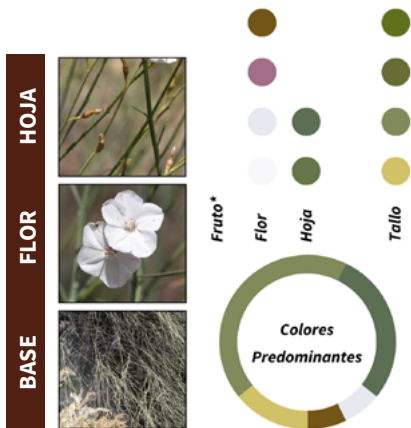 HOJA
FLOR
BASE
Fruto*
Flor
Hoja
Tallo
Colores
Predominantes